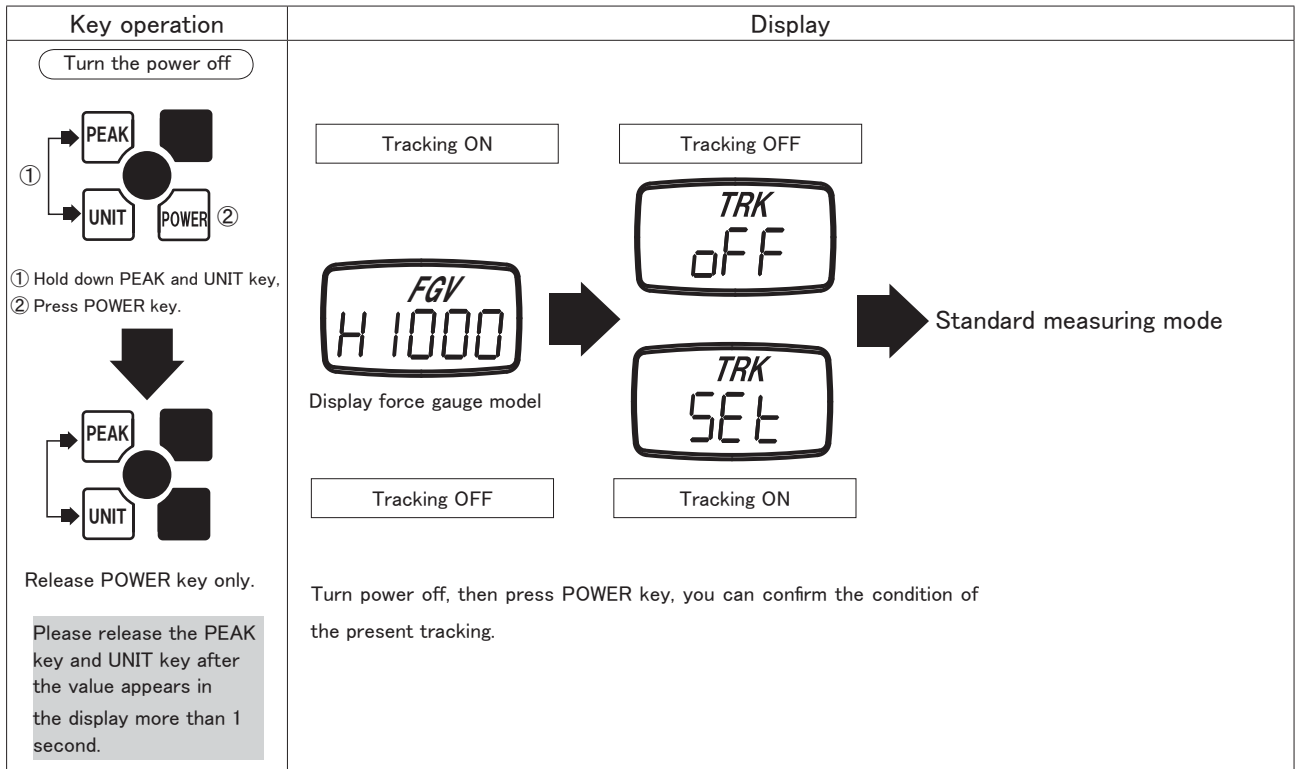 Key operation
Display
Turn the power off
PEAK
①
UNIT
POWER ②
① Hold down PEAK and UNIT key,
② Press POWER key.
PEAK
UNIT
Release POWER key only.
Please release the PEAK
key and UNIT key after
the value appears in
the display more than 1
second.
Tracking ON
Tracking OFF
FGV
H1000
Display force gauge model
TRK
oFF
TRK
SEt
Standard measuring mode
Tracking OFF
Tracking ON
Turn power off, then press POWER key, you can confirm the condition of
the present tracking.